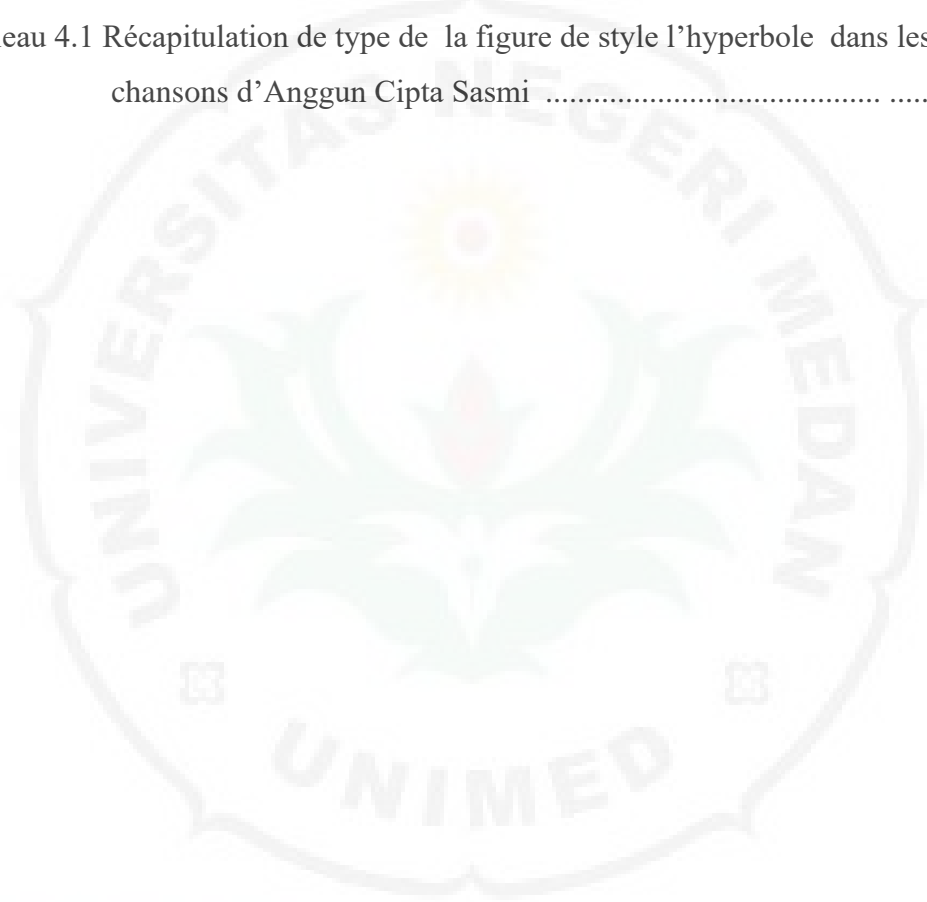 eau 4.1 Récapitulation de type de  la figure de style l’hyperbole  dans les
chansons d’Anggun Cipta Sasmi ........................................... .....
UNIVERSITAS NEGERI MEDAN
UNIMED